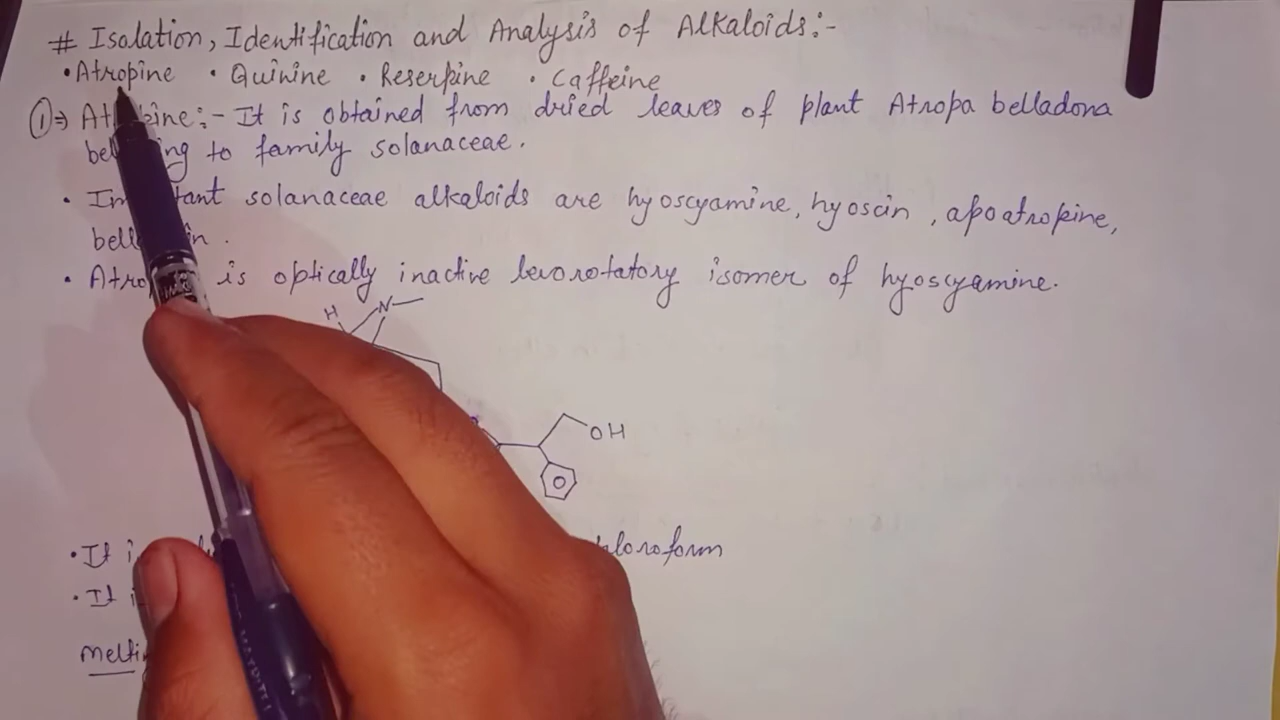 # Isolation, Identification and Analysis of Alkaloids:-
• Atropine • Quinine • Reserpine • Caffeine
① ⇒ :- It is obtained from dried leaves of plant Atropa belladona
to family solanaceae.
• solanaceae alkaloids are hyoscyamine, hyoscin, apoatropine,
• is optically inactive levorotatory isomer of hyoscyamine.
H N
OH
• It
• It